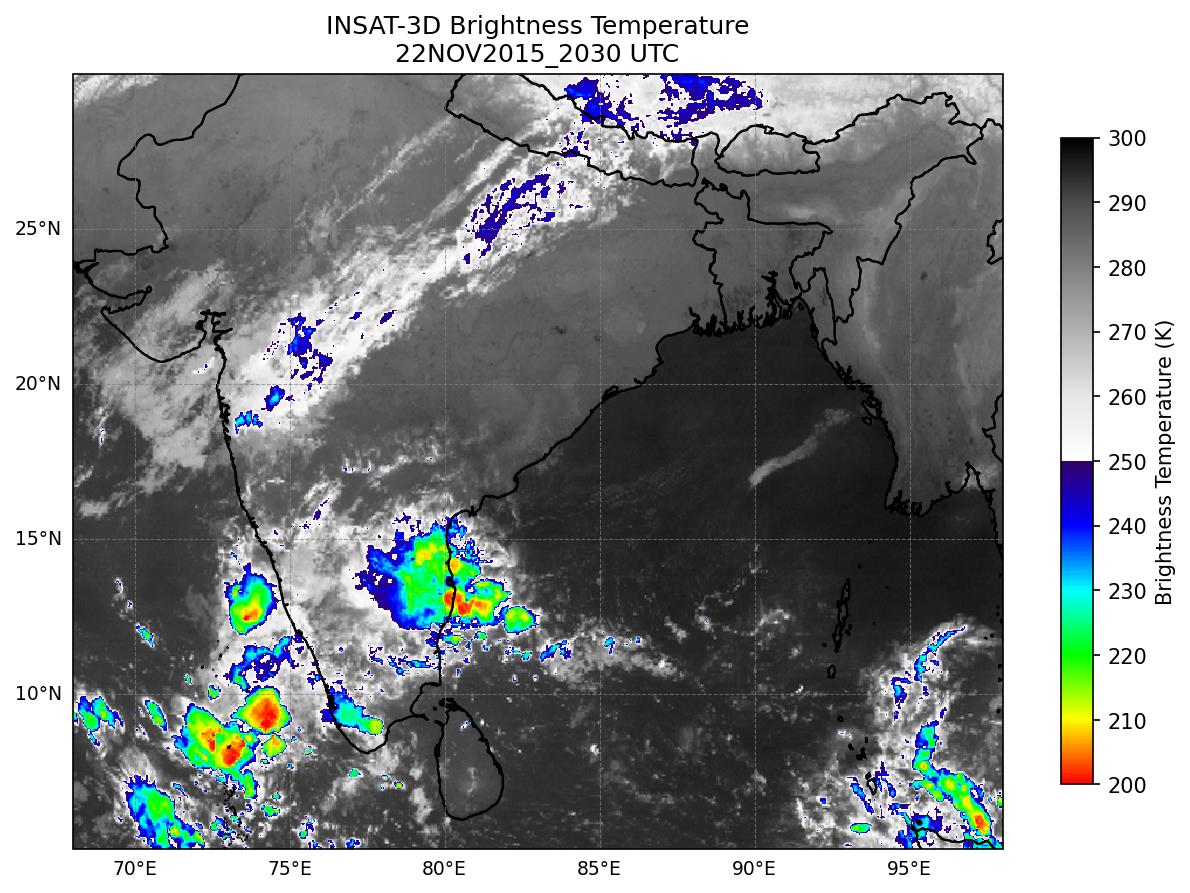 INSAT-3D Brightness Temperature
22NOV2015_2030 UTC
25°N
20°N
15°N
10°N
70°E
75°E
80°E
85°E
90°E
95°E
300
290
280
270
260
250
240
230
220
210
200
Brightness Temperature (K)